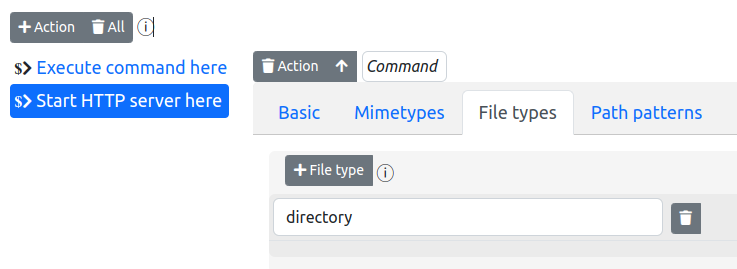 Action All
$> Execute command here
$> Start HTTP server here
Action Command
Basic Mimetypes File types Path patterns
File type
directory